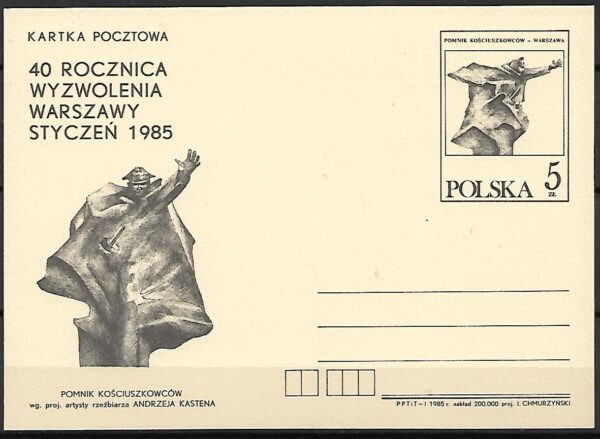 KARTKA POCZTOWA
40 ROCZNICA
WYZWOLENIA
WARSZAWY
STYCZEŃ 1985
POMNIK KOŚCIUSZKOWCÓW – WARSZAWA
POLSKA 5
ZŁ
POMNIK KOŚCIUSZKOWCÓW
wg. proj. artysty rzeźbiarza ANDRZEJA KASTENA
PPTiT–I 1985 r. nakład 200.000 proj. I. CHMURZYŃSKI